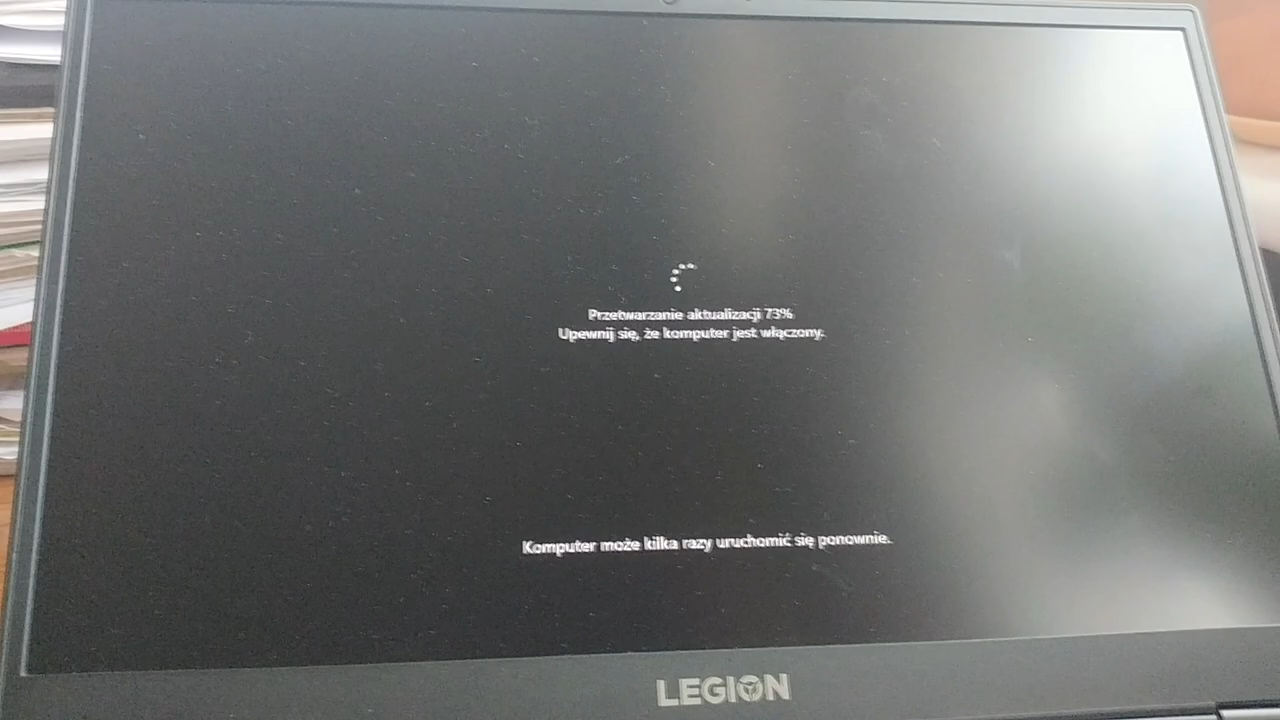 Przetwarzanie aktualizacji 73%
Upewnij się, że komputer jest włączony.
Komputer może kilka razy uruchomić się ponownie.
LEGION